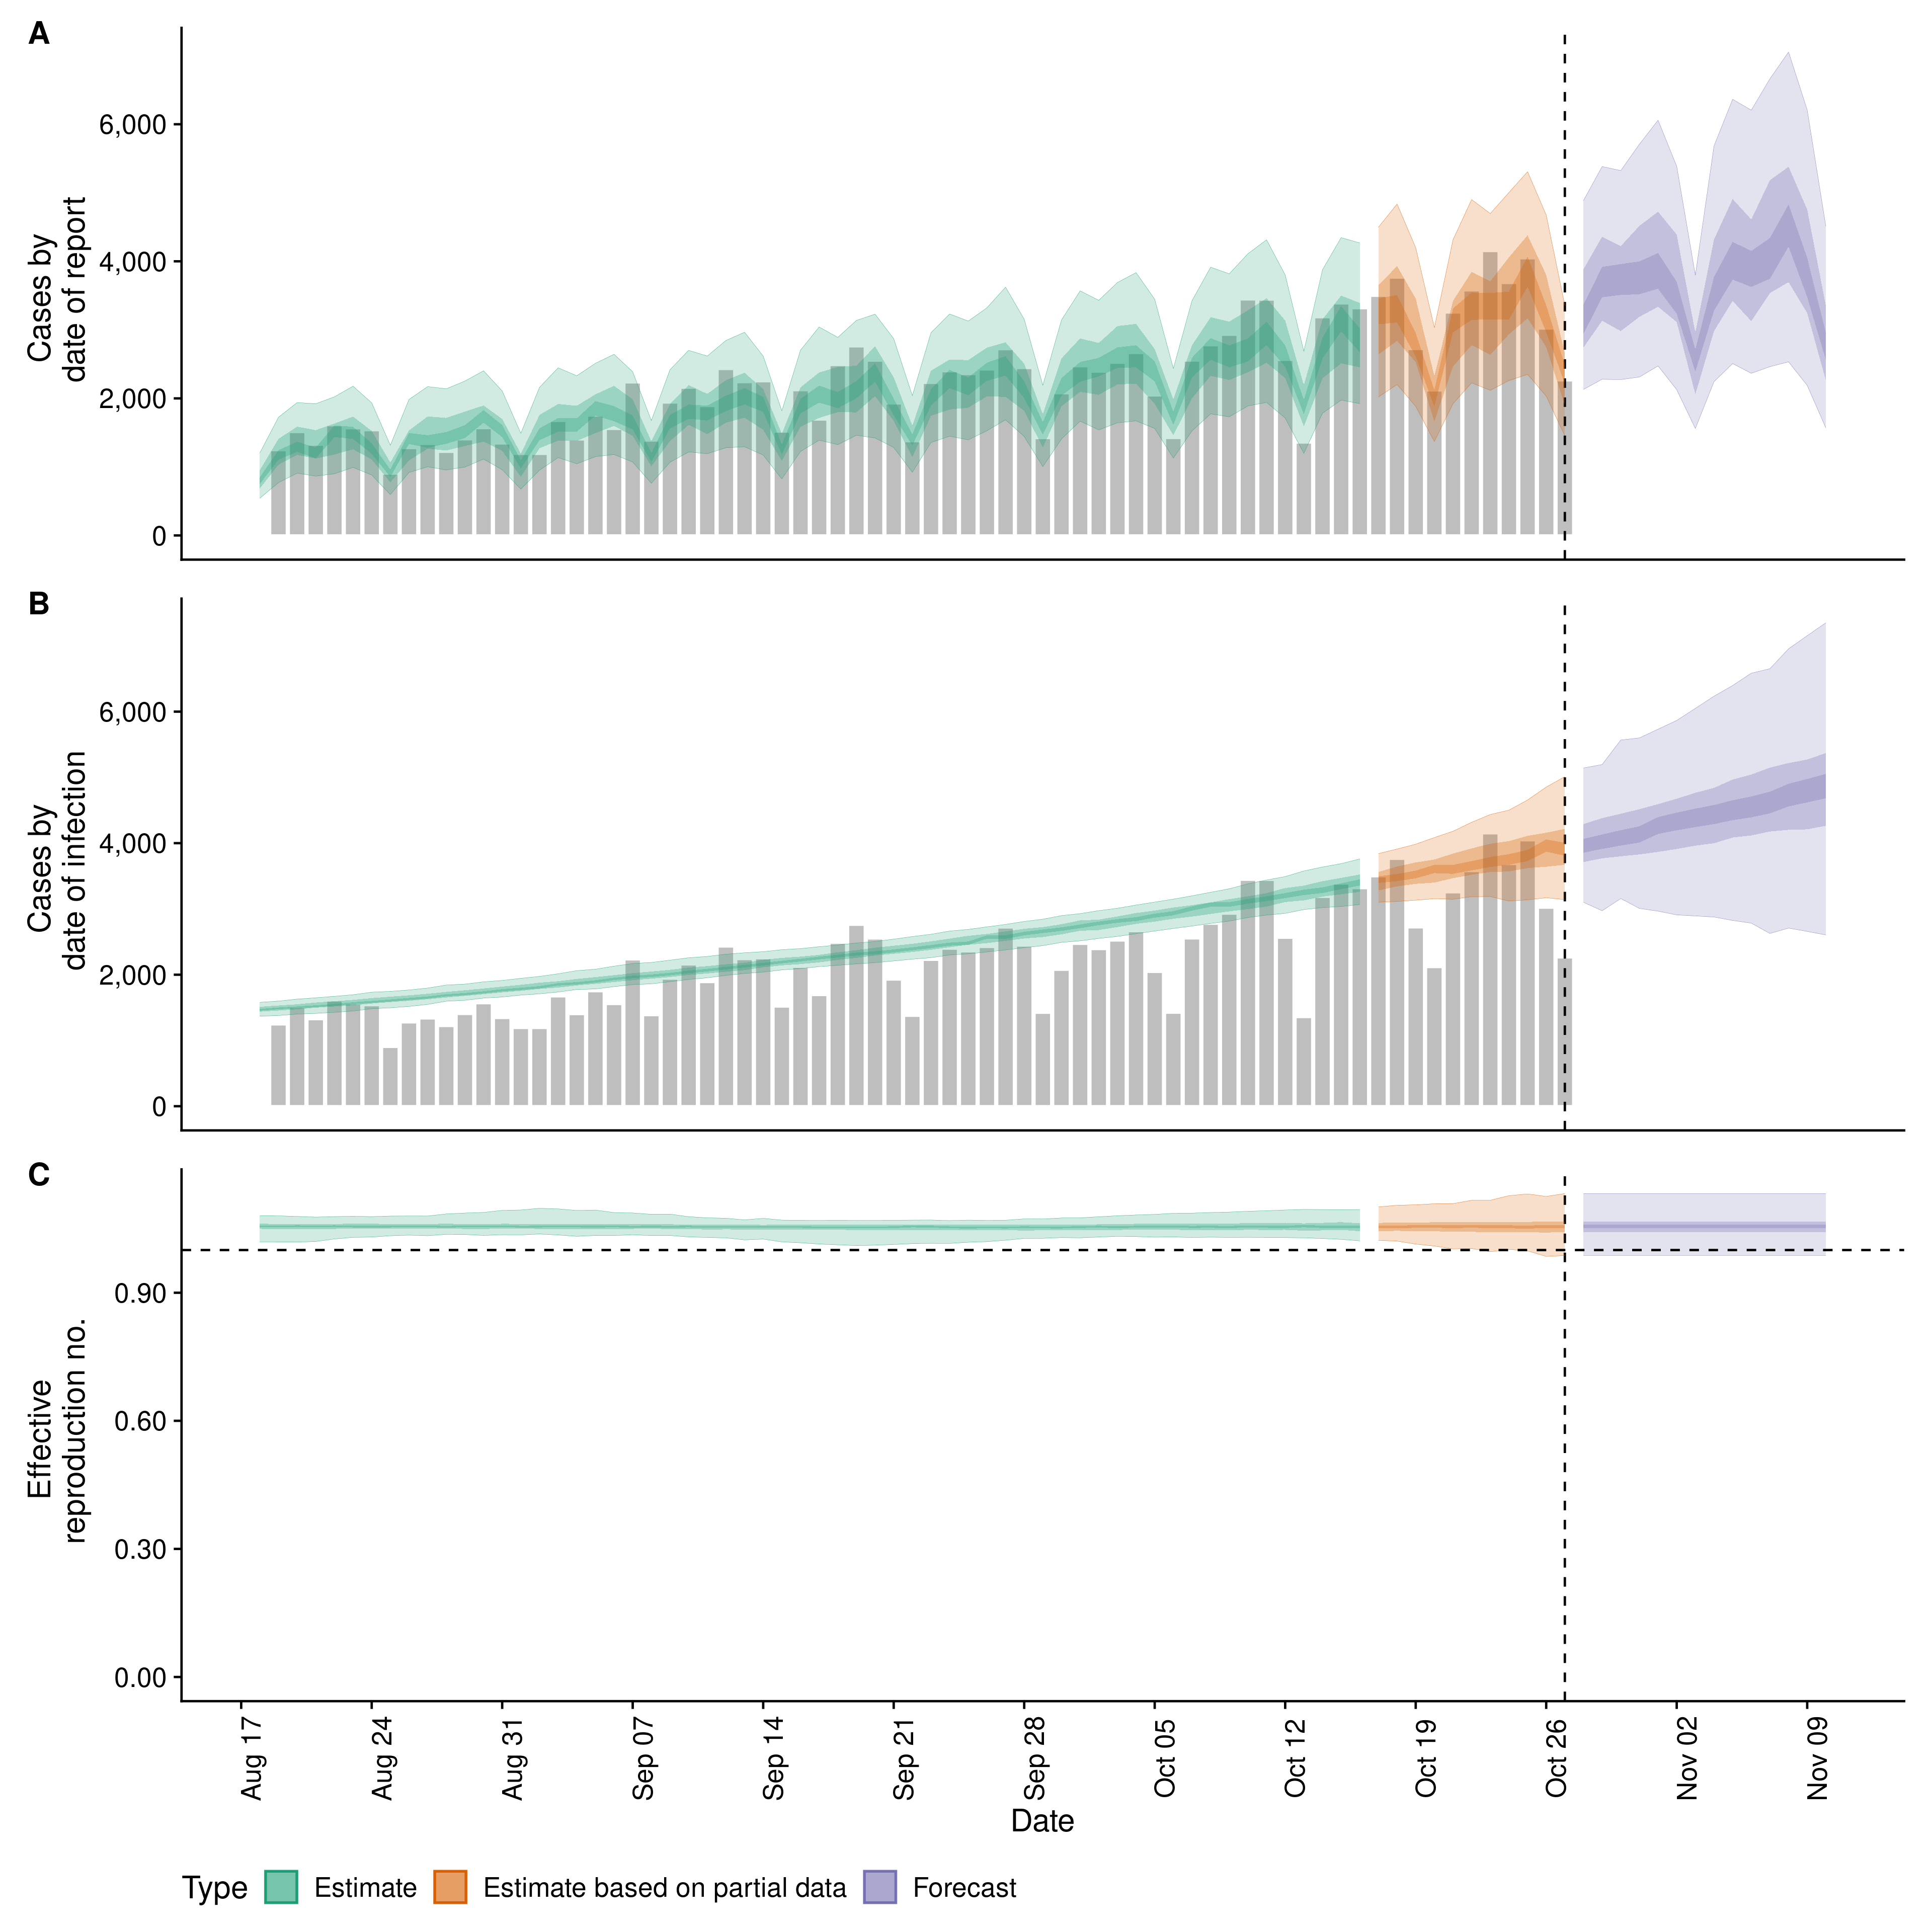 A
Cases by
date of report
6,000
4,000
2,000
0
B
Cases by
date of infection
6,000
4,000
2,000
0
C
Effective
reproduction no.
0.90
0.60
0.30
0.00
Aug 17
Aug 24
Aug 31
Sep 07
Sep 14
Sep 21
Sep 28
Oct 05
Oct 12
Oct 19
Oct 26
Nov 02
Nov 09
Date
Type Estimate Estimate based on partial data Forecast